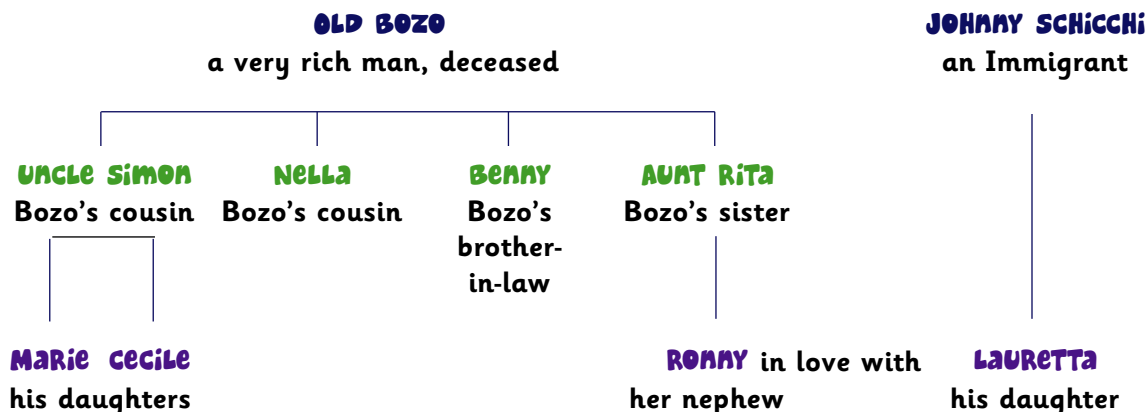 OLD BOZO
a very rich man, deceased
JOHNNY SCHICCHI
an Immigrant
UNCLE SIMON
Bozo's cousin
NELLA
Bozo's cousin
BENNY
Bozo's
brother-
in-law
AUNT RITA
Bozo's sister
MARIE CECILE
his daughters
RONNY in love with
her nephew
LAURETTA
his daughter